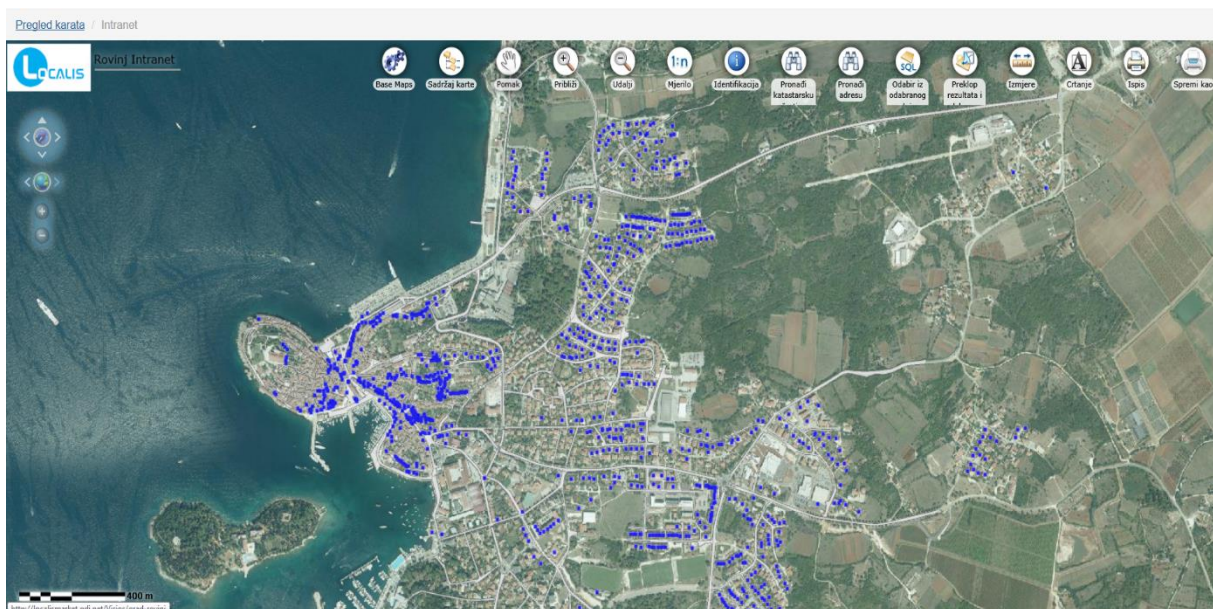 Pregled karata / Intranet
LOCALIS
Rovinj Intranet
Base Maps
Sadržaj karte
Pomak
Približi
Udalji
1:n
Mjerilo
Identifikacija
Pronađi
katastarsku
Pronađi
adresu
SQL
Odabir iz
odabranog
Preklop
rezultata i
Izmjere
A
Crtanje
Ispis
Spremi kao
400 m